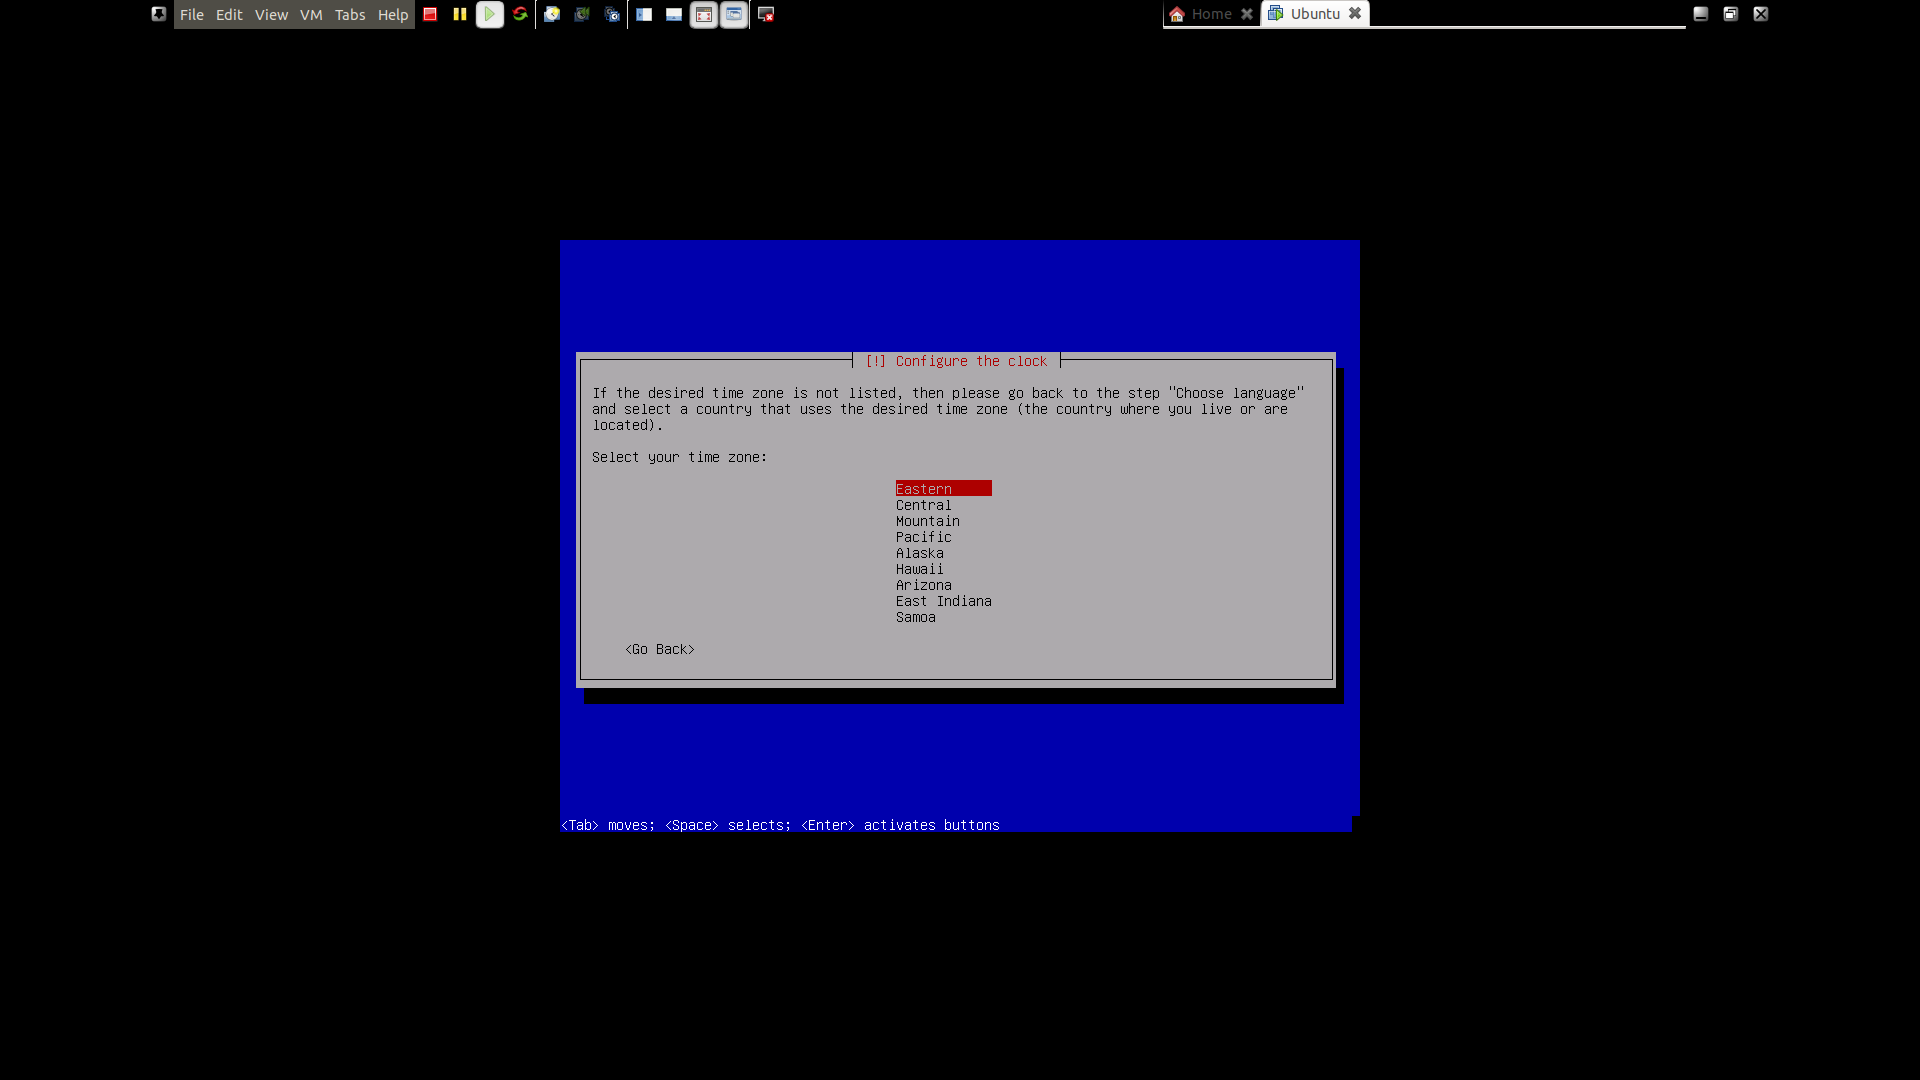 File Edit View VM Tabs Help
Home Ubuntu
[!] Configure the clock
If the desired time zone is not listed, then please go back to the step "Choose language"
and select a country that uses the desired time zone (the country where you live or are
located).
Select your time zone:
Eastern
Central
Mountain
Pacific
Alaska
Hawaii
Arizona
East Indiana
Samoa
<Go Back>
<Tab> moves; <Space> selects; <Enter> activates buttons